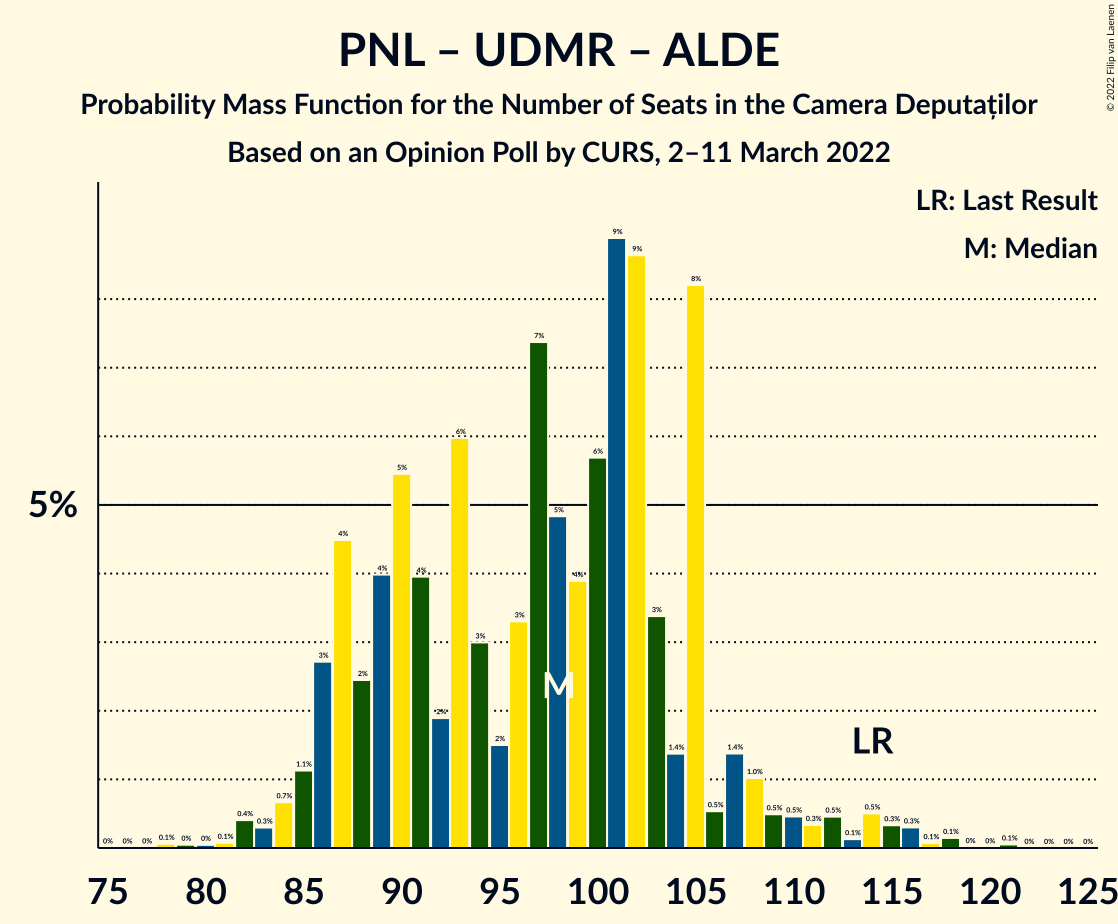 PNL – UDMR – ALDE
Probability Mass Function for the Number of Seats in the Camera Deputaților
Based on an Opinion Poll by CURS, 2–11 March 2022
© 2022 Filip van Laenen
LR: Last Result
M: Median
5%
0% 0% 0% 0.1% 0% 0% 0.1% 0.4% 0.3% 0.7% 1.1% 3% 4% 2% 4% 5% 4% 2% 6% 3% 2% 3% 7% 5% 4% 6% 9% 9% 3% 1.4% 8% 0.5% 1.4% 1.0% 0.5% 0.5% 0.3% 0.5% 0.1% 0.5% 0.3% 0.3% 0.1% 0.1% 0% 0% 0.1% 0% 0% 0% 0%
M
LR
75 80 85 90 95 100 105 110 115 120 125